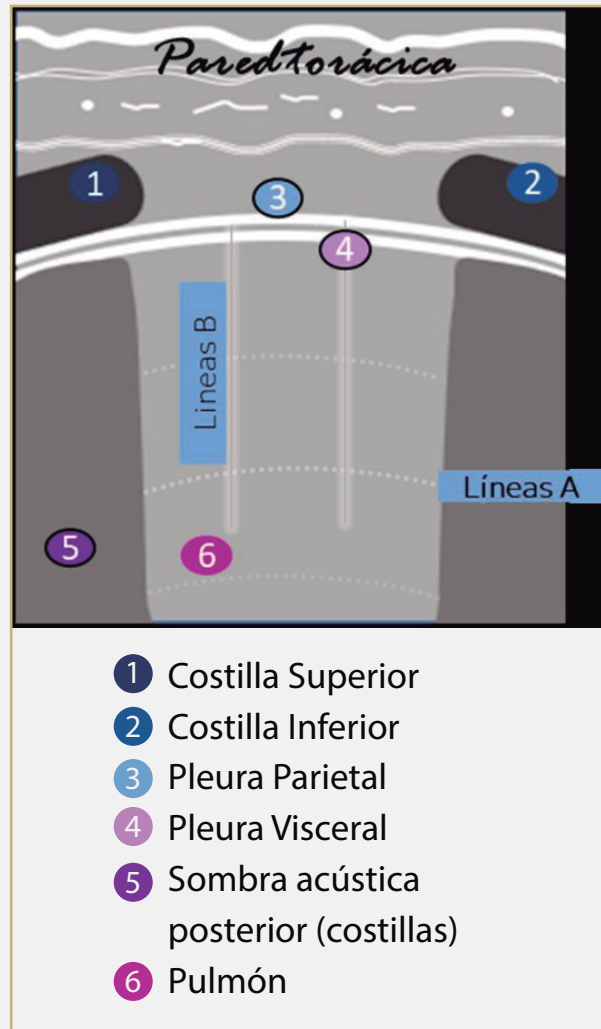 Paredtorácica
1
2
3
4
Lineas B
Líneas A
5
6
1 Costilla Superior
2 Costilla Inferior
3 Pleura Parietal
4 Pleura Visceral
5 Sombra acústica
posterior (costillas)
6 Pulmón